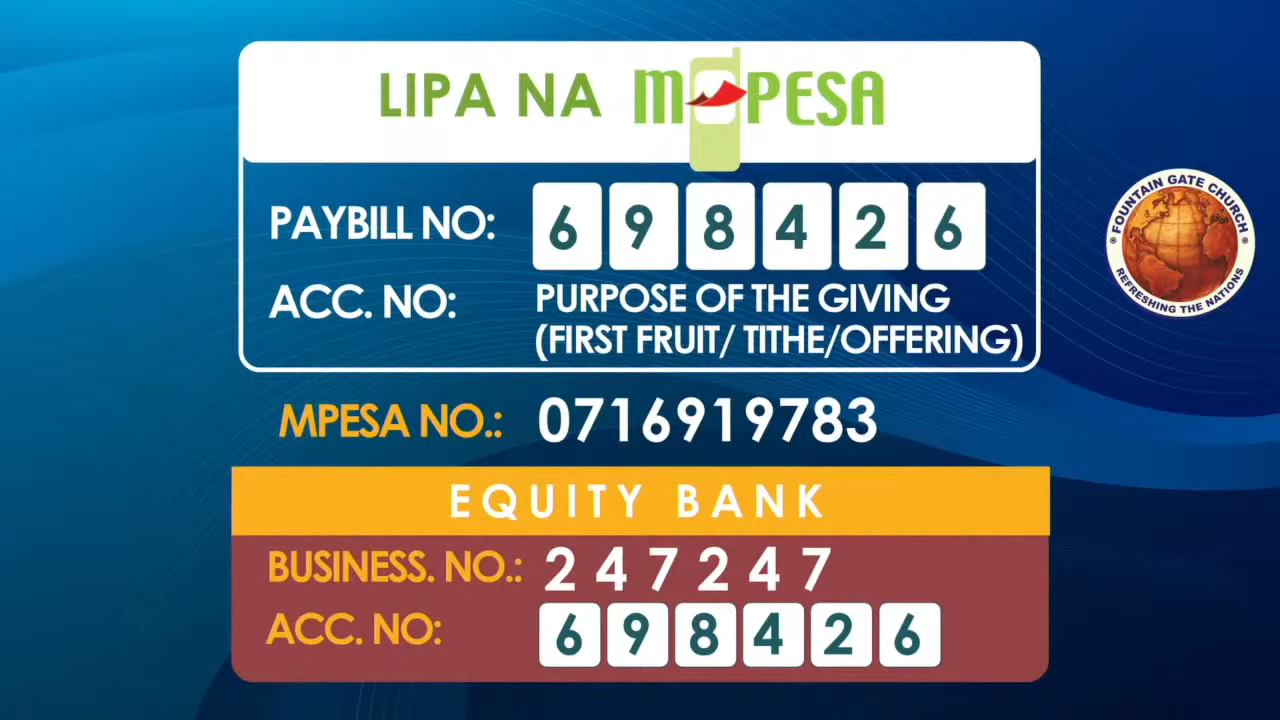 LIPA NA M-PESA
PAYBILL NO: 6 9 8 4 2 6
ACC. NO: PURPOSE OF THE GIVING
(FIRST FRUIT/ TITHE/OFFERING)
MPESA NO.: 0716919783
EQUITY BANK
BUSINESS. NO.: 2 4 7 2 4 7
ACC. NO: 6 9 8 4 2 6
FOUNTAIN GATE CHURCH
REFRESHING THE NATIONS